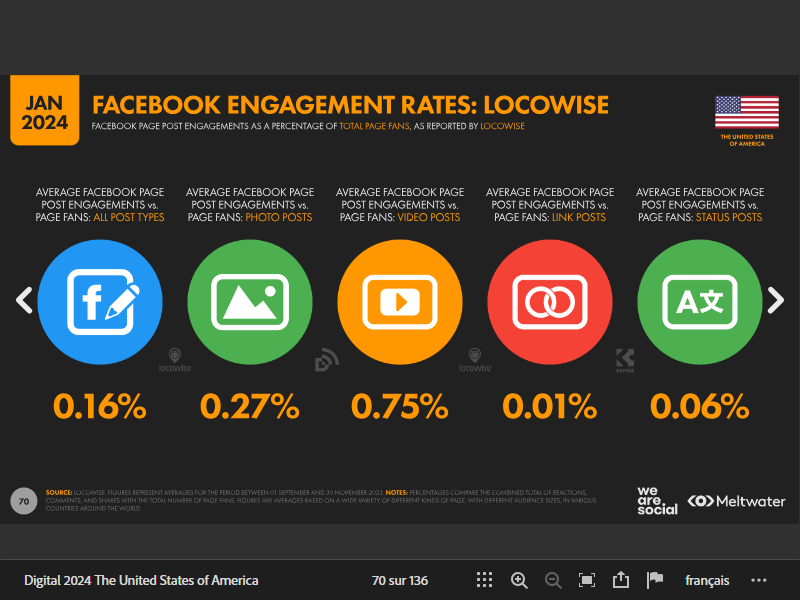 JAN
2024
FACEBOOK ENGAGEMENT RATES: LOCOWISE
FACEBOOK PAGE POST ENGAGEMENTS AS A PERCENTAGE OF TOTAL PAGE FANS, AS REPORTED BY LOCOWISE
THE UNITED STATES
OF AMERICA
AVERAGE FACEBOOK PAGE
POST ENGAGEMENTS vs.
PAGE FANS: ALL POST TYPES
AVERAGE FACEBOOK PAGE
POST ENGAGEMENTS vs.
PAGE FANS: PHOTO POSTS
AVERAGE FACEBOOK PAGE
POST ENGAGEMENTS vs.
PAGE FANS: VIDEO POSTS
AVERAGE FACEBOOK PAGE
POST ENGAGEMENTS vs.
PAGE FANS: LINK POSTS
AVERAGE FACEBOOK PAGE
POST ENGAGEMENTS vs.
PAGE FANS: STATUS POSTS
f
A文
locowise
locowise
KEPIOS
0.16%
0.27%
0.75%
0.01%
0.06%
70
SOURCE: LOCOWISE. FIGURES REPRESENT AVERAGES FOR THE PERIOD BETWEEN 01 SEPTEMBER AND 30 NOVEMBER 2023. NOTES: PERCENTAGES COMPARE THE COMBINED TOTAL OF REACTIONS,
COMMENTS, AND SHARES WITH THE TOTAL NUMBER OF PAGE FANS. FIGURES ARE AVERAGES BASED ON A WIDE VARIETY OF DIFFERENT KINDS OF PAGE, WITH DIFFERENT AUDIENCE SIZES, IN VARIOUS
COUNTRIES AROUND THE WORLD.
we
are.
social
Meltwater
Digital 2024 The United States of America
70 sur 136
français